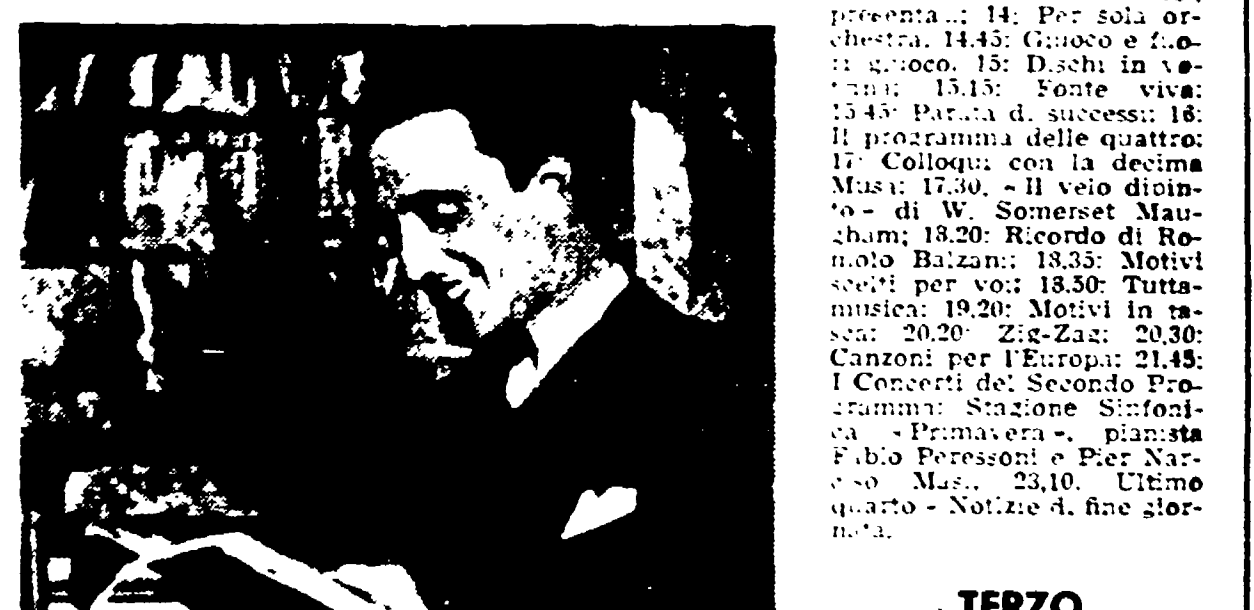 presenta..; 14: Per sola or-
chestra. 14.45: Giuoco e fuo-
ri giuoco. 15: Dischi in ve-
trina; 15.15: Fonte viva;
15.45: Parata di successi; 16:
Il programma delle quattro;
17: Colloqui con la decima
Musa; 17.30. « Il velo dipin-
to » di W. Somerset Mau-
gham; 18.20: Ricordo di Ro-
molo Balzani; 18.35: Motivi
scelti per voi; 18.50: Tutta-
musica; 19.20: Motivi in ta-
sca; 20.20: Zig-Zag; 20.30:
Canzoni per l'Europa; 21.45:
I Concerti del Secondo Pro-
gramma: Stagione Sinfoni-
ca « Primavera », pianista
Fabio Peressoni e Pier Nar-
ciso Masi. 23,10. Ultimo
quarto - Notizie di fine gior-
nata.
TERZO